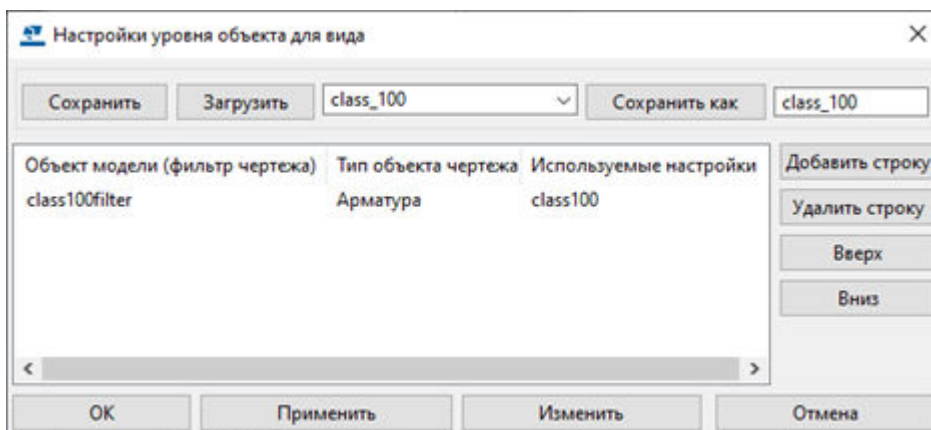 Настройки уровня объекта для вида
Сохранить Загрузить class_100 Сохранить как class_100
Объект модели (фильтр чертежа) Тип объекта чертежа Используемые настройки Добавить строку
class100filter Арматура class100 Удалить строку
Вверх
Вниз
OK Применить Изменить Отмена